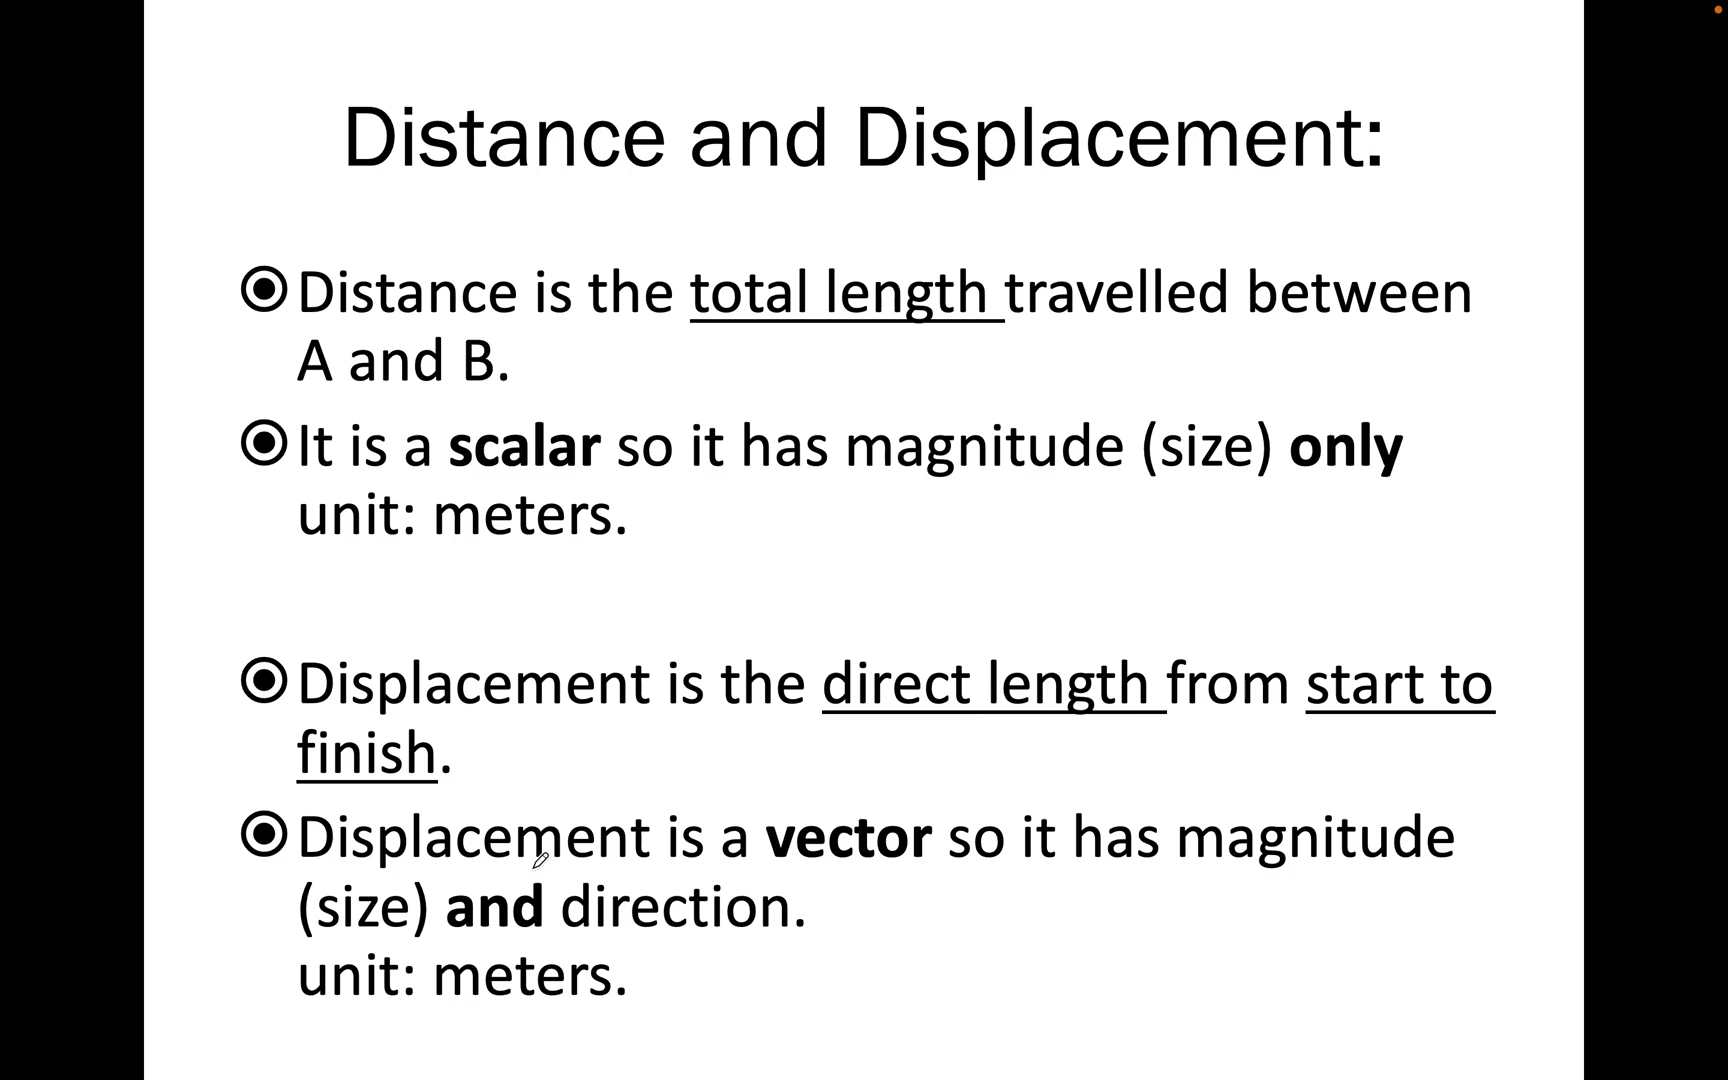 Distance and Displacement:
Distance is the total length travelled between
A and B.
It is a scalar so it has magnitude (size) only
unit: meters.
Displacement is the direct length from start to
finish.
Displacement is a vector so it has magnitude
(size) and direction.
unit: meters.